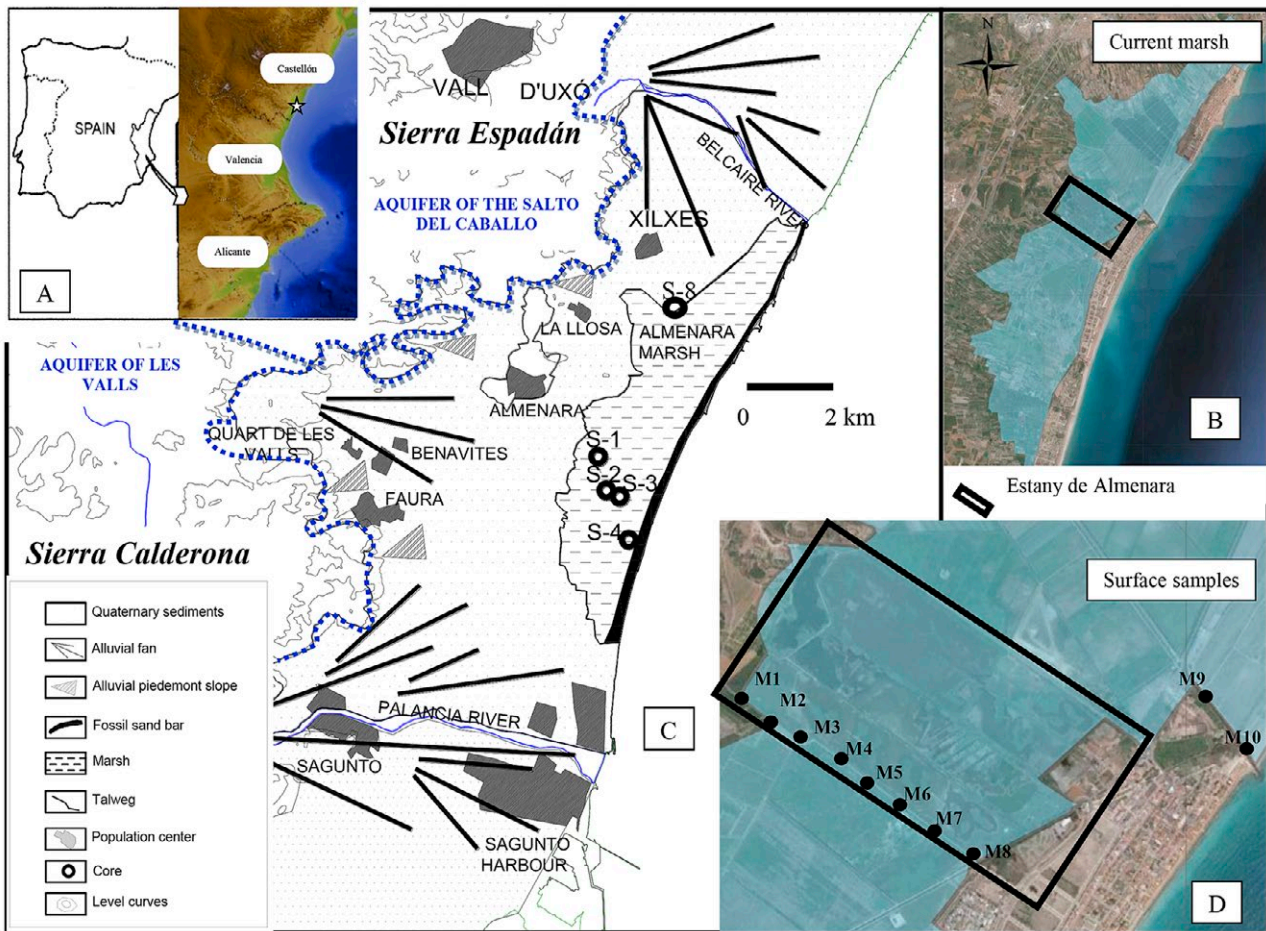 SPAIN
Castellón
Valencia
Alicante
A
VALL
D'UXÓ
Sierra Espadán
AQUIFER OF THE SALTO
DEL CABALLO
BELCAIRE RIVER
XILXES
S-8
LA LLOSA
ALMENARA
MARSH
ALMENARA
0 2 km
AQUIFER OF LES
VALLS
QUART DE LES
VALLS
BENAVITES
FAURA
S-1
S-2
S-3
S-4
Sierra Calderona
PALANCIA RIVER
SAGUNTO
SAGUNTO
HARBOUR
C
Quaternary sediments
Alluvial fan
Alluvial piedemont slope
Fossil sand bar
Marsh
Talweg
Population center
Core
Level curves
N
Current marsh
B
Estany de Almenara
Surface samples
M1
M2
M3
M4
M5
M6
M7
M8
M9
M10
D